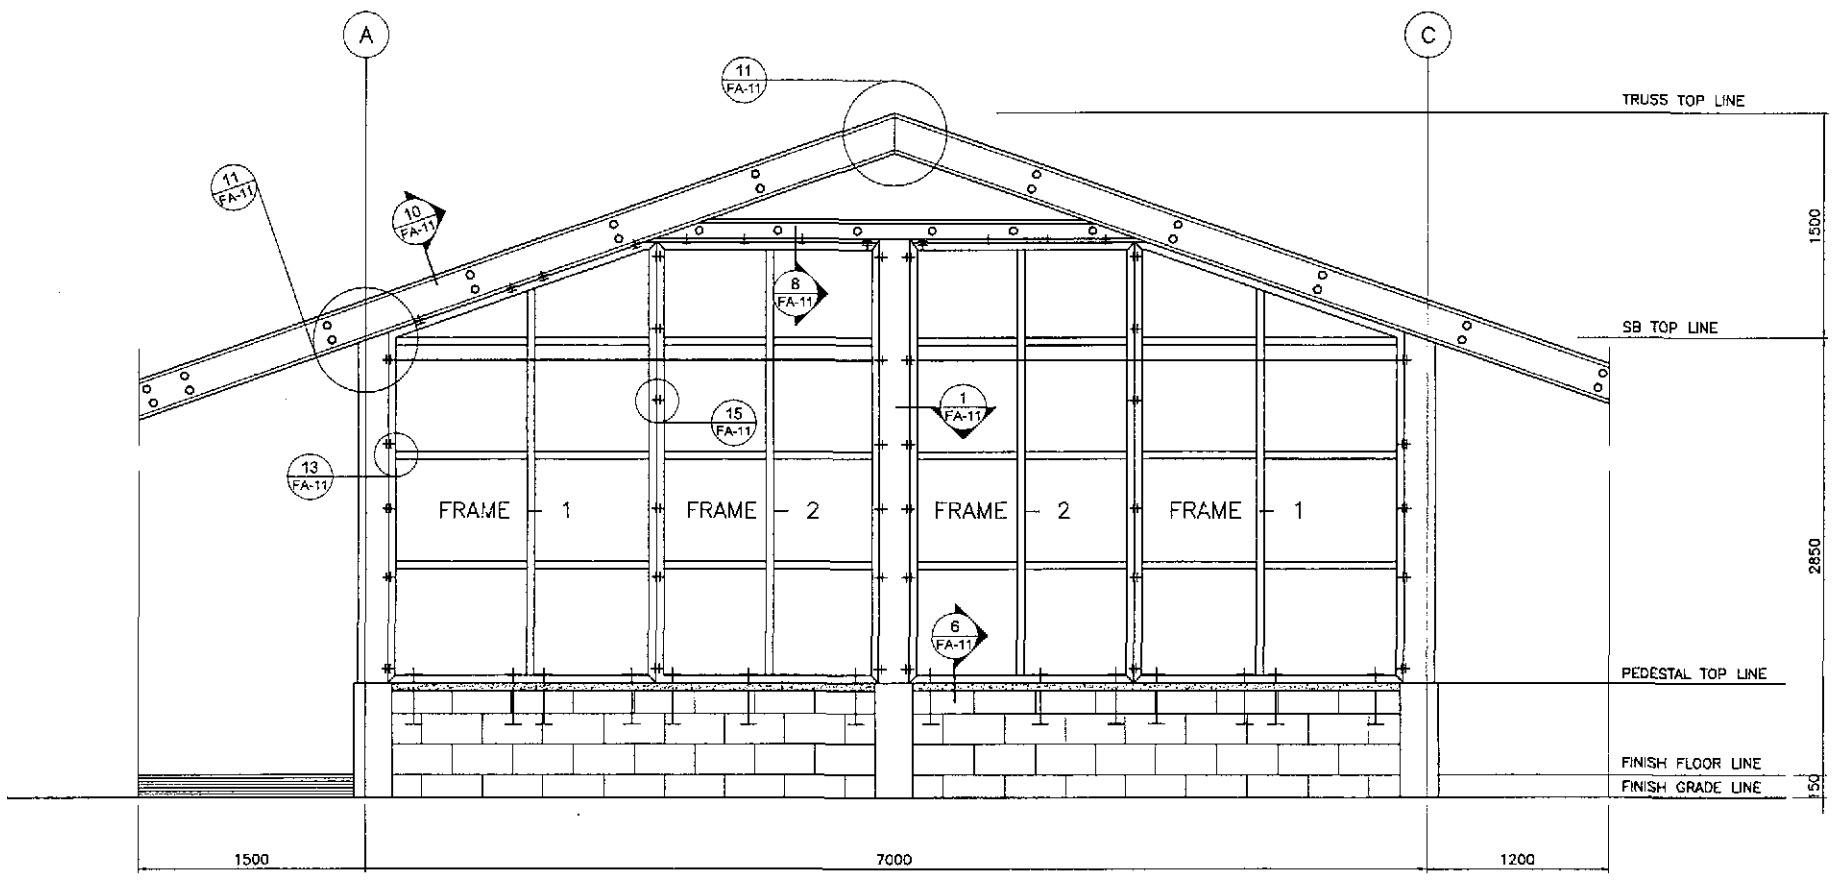 A
C
11
FA-11
TRUSS TOP LINE
11
FA-11
10
FA-11
1500
8
FA-11
SB TOP LINE
1
FA-11
15
FA-11
13
FA-11
FRAME - 1
FRAME - 2
FRAME - 2
FRAME - 1
2850
6
FA-11
PEDESTAL TOP LINE
FINISH FLOOR LINE
FINISH GRADE LINE
150
1500
7000
1200